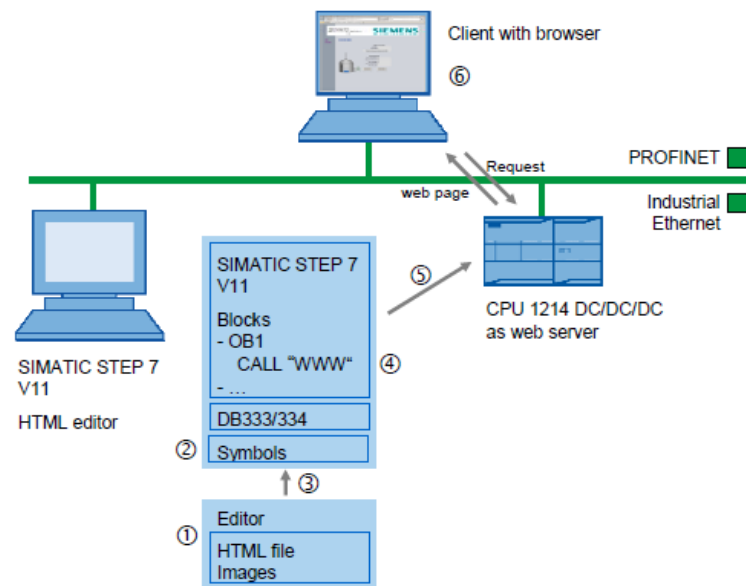 SIEMENS
Client with browser
⑥
Request
web page
PROFINET
Industrial
Ethernet
SIMATIC STEP 7
V11
HTML editor
SIMATIC STEP 7
V11
Blocks
- OB1
CALL "WWW"
- ...
④
⑤
CPU 1214 DC/DC/DC
as web server
DB333/334
②
Symbols
③
Editor
①
HTML file
Images